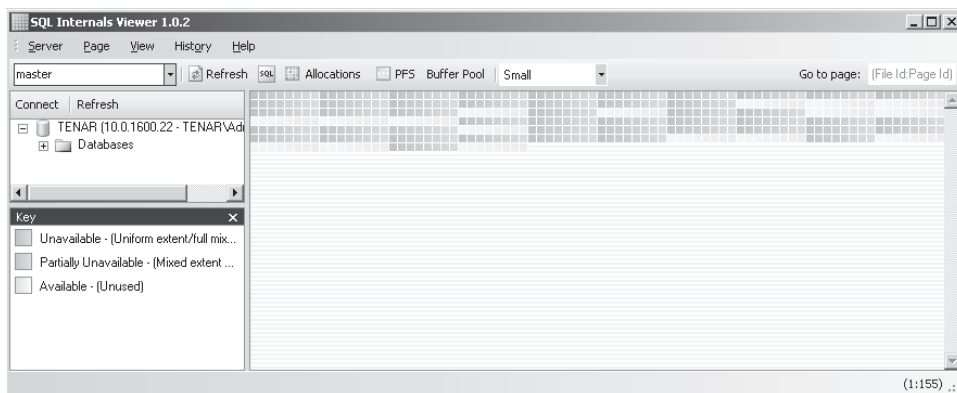 SQL Internals Viewer 1.0.2
Server Page View History Help
master Refresh SQL Allocations PFS Buffer Pool Small Go to page: (File Id:Page Id)
Connect Refresh
TENAR (10.0.1600.22 - TENAR\Adı
Databases
Key
Unavailable - (Uniform extent/full mix...
Partially Unavailable - (Mixed extent ...
Available - (Unused)
(1:155)